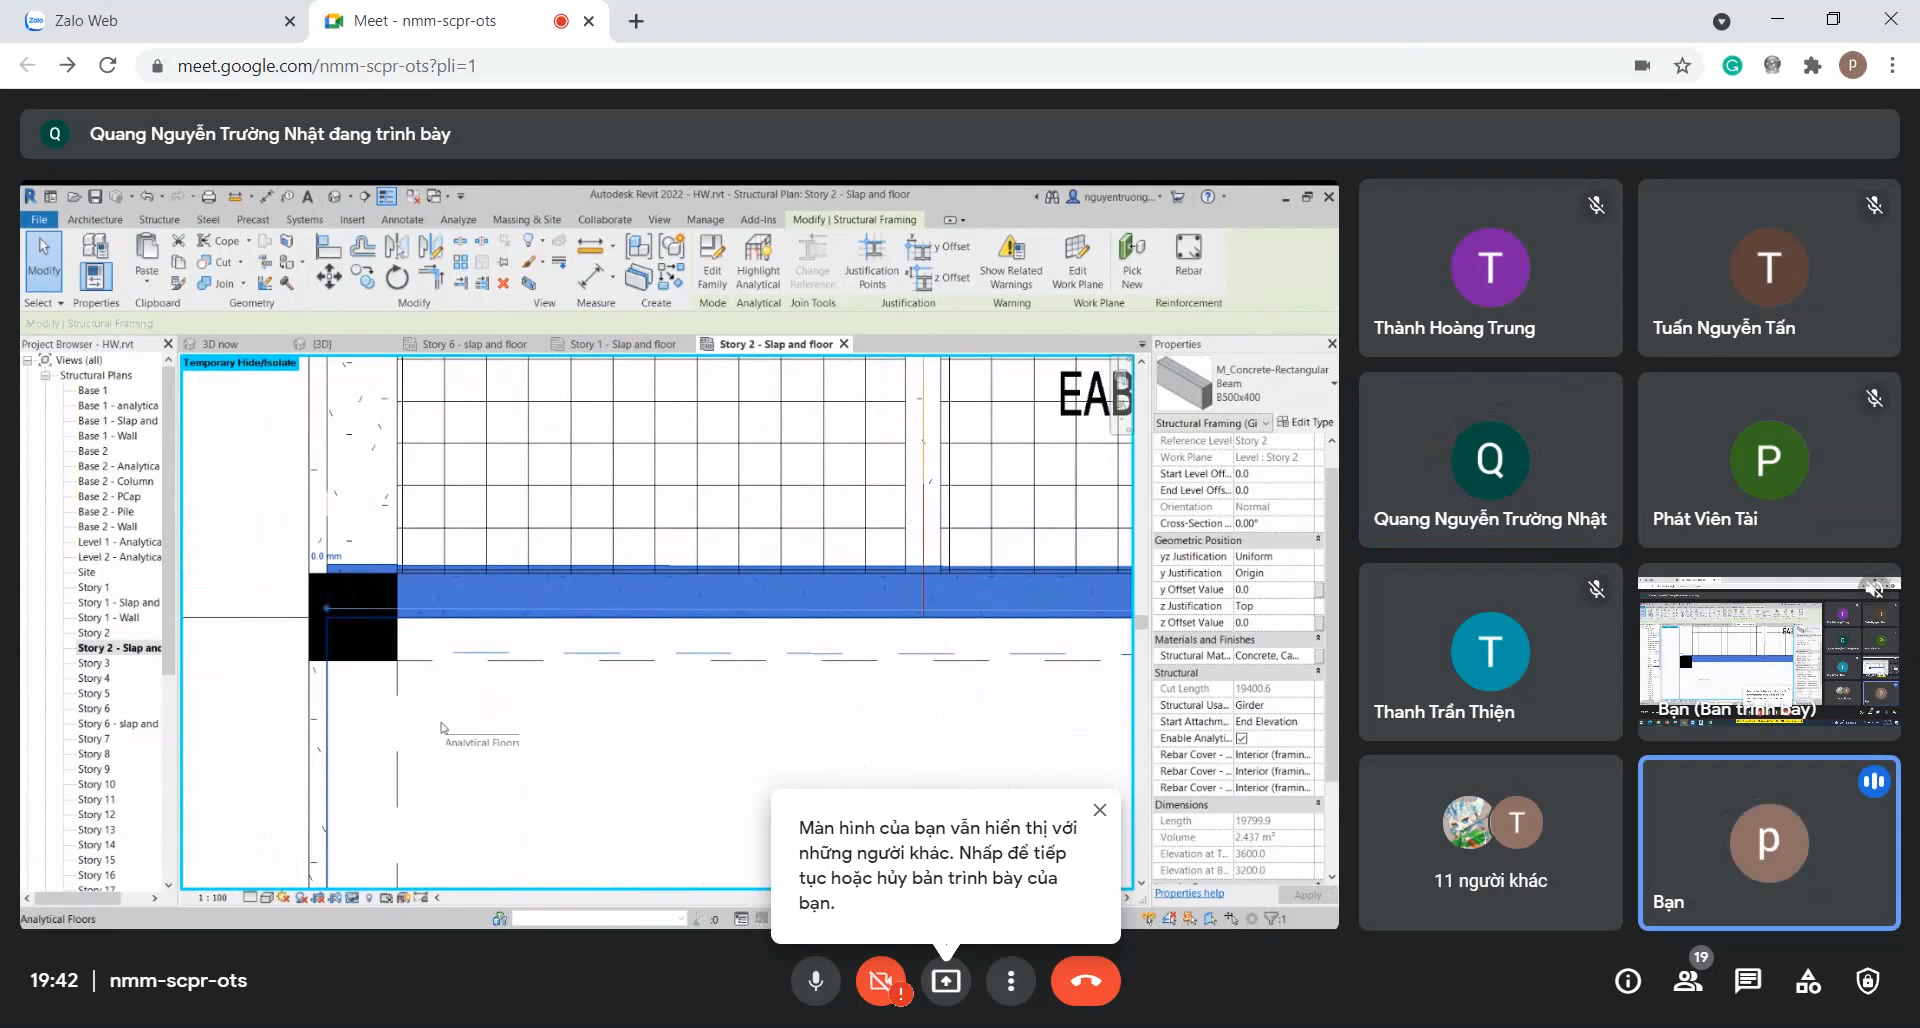 Zalo Web
Meet - nmm-scpr-ots
meet.google.com/nmm-scpr-ots?pli=1
Q
Quang Nguyễn Trường Nhật đang trình bày
Autodesk Revit 2022 - HW.rvt - Structural Plan: Story 2 - Slap and floor
nguyentruong...
File
Architecture
Structure
Steel
Precast
Systems
Insert
Annotate
Analyze
Massing & Site
Collaborate
View
Manage
Add-Ins
Modify | Structural Framing
Modify
Paste
Cope
Cut
Join
Edit Family
Highlight Analytical
Change Reference
Justification Points
y Offset
z Offset
Show Related Warnings
Edit Work Plane
Pick New
Rebar
Select
Properties
Clipboard
Geometry
Modify
View
Measure
Create
Mode
Analytical
Join Tools
Justification
Warning
Work Plane
Reinforcement
Modify | Structural Framing
Project Browser - HW.rvt
3D now
{3D}
Story 6 - slap and floor
Story 1 - Slap and floor
Story 2 - Slap and floor
Properties
Views (all)
Structural Plans
Base 1
Base 1 - analytica
Base 1 - Slap and
Base 1 - Wall
Base 2
Base 2 - Analytica
Base 2 - Column
Base 2 - PCap
Base 2 - Pile
Base 2 - Wall
Level 1 - Analytica
Level 2 - Analytica
Site
Story 1
Story 1 - Slap and
Story 1 - Wall
Story 2
Story 2 - Slap and
Story 3
Story 4
Story 5
Story 6
Story 6 - slap and
Story 7
Story 8
Story 9
Story 10
Story 11
Story 12
Story 13
Story 14
Story 15
Story 16
Story 17
Temporary Hide/Isolate
EAB
0.0 mm
Analytical Floors
M_Concrete-Rectangular
Beam
B500x400
Structural Framing (Gi
Edit Type
Reference Level Story 2
Work Plane Level : Story 2
Start Level Off... 0.0
End Level Offs... 0.0
Orientation Normal
Cross-Section ... 0.00°
Geometric Position
yz Justification Uniform
y Justification Origin
y Offset Value 0.0
z Justification Top
z Offset Value 0.0
Materials and Finishes
Structural Mat... Concrete, Ca...
Structural
Cut Length 19400.6
Structural Usa... Girder
Start Attachm... End Elevation
Enable Analyti...
Rebar Cover - ... Interior (framin...
Rebar Cover - ... Interior (framin...
Rebar Cover - ... Interior (framin...
Dimensions
Length 19799.9
Volume 2.437 m³
Elevation at T... 3600.0
Elevation at B... 3200.0
Properties help
Apply
1 : 100
Analytical Floors
:0
:1
Màn hình của bạn vẫn hiển thị với
những người khác. Nhấp để tiếp
tục hoặc hủy bản trình bày của
bạn.
T
Thành Hoàng Trung
T
Tuấn Nguyễn Tấn
Q
Quang Nguyễn Trường Nhật
P
Phát Viên Tài
T
Thanh Trần Thiện
Bạn (Bản trình bày)
T
11 người khác
p
Bạn
19:42
nmm-scpr-ots
19